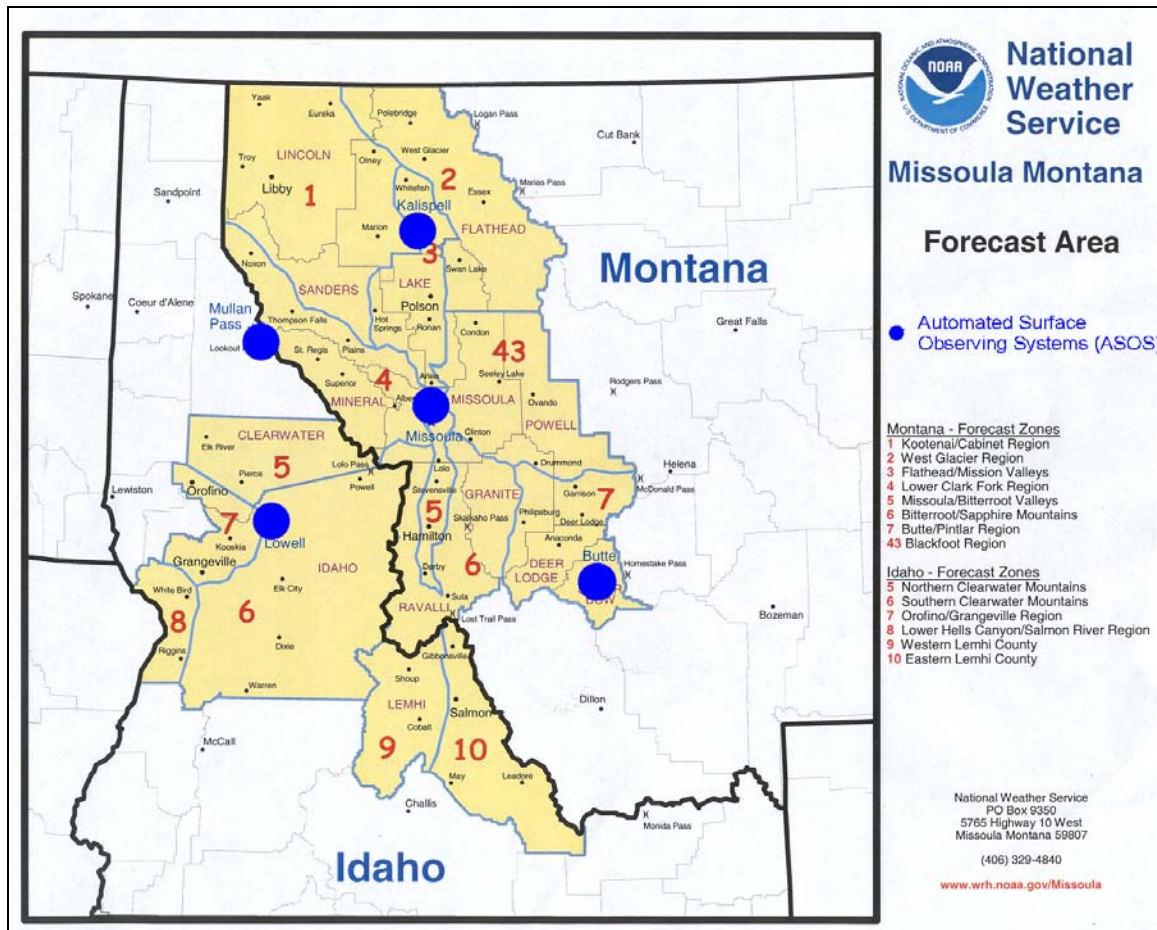 National
Weather
Service
Missoula Montana
Forecast Area
Automated Surface
Observing Systems (ASOS)
Montana - Forecast Zones
1 Kootenai/Cabinet Region
2 West Glacier Region
3 Flathead/Mission Valleys
4 Lower Clark Fork Region
5 Missoula/Bitterroot Valleys
6 Bitterroot/Sapphire Mountains
7 Butte/Pintlar Region
43 Blackfoot Region
Idaho - Forecast Zones
5 Northern Clearwater Mountains
6 Southern Clearwater Mountains
7 Orofino/Grangeville Region
8 Lower Hells Canyon/Salmon River Region
9 Western Lemhi County
10 Eastern Lemhi County
National Weather Service
PO Box 9350
5765 Highway 10 West
Missoula Montana 59807
(406) 329-4840
www.wrh.noaa.gov/Missoula
NOAA
NATIONAL OCEANIC AND ATMOSPHERIC ADMINISTRATION
U.S. DEPARTMENT OF COMMERCE
Yaak
Eureka
Polebridge
Logan Pass
Cut Bank
Troy
LINCOLN
Olney
West Glacier
Libby
1
Whitefish
2
Marias Pass
Sandpoint
Essex
Kalispell
Marion
FLATHEAD
3
Noxon
Swan Lake
Montana
SANDERS
LAKE
Spokane
Coeur d'Alene
Mullan
Pass
Polson
Thompson Falls
Hot
Springs
Ronan
Condon
Great Falls
Lookout
St. Regis
Plains
43
Superior
4
Arlee
Seeley Lake
Rodgers Pass
MINERAL
MISSOULA
Ovando
POWELL
Missoula
Clinton
CLEARWATER
Elk River
5
Lolo Pass
Lolo
Drummond
Helena
Pierce
Powell
McDonald Pass
Lewiston
Orofino
Stevensville
GRANITE
Garrison
7
5
Skalkaho Pass
Philipsburg
Deer Lodge
7
Lowell
Hamilton
Anaconda
Kooskia
Butte
Grangeville
IDAHO
Darby
6
DEER
LODGE
Homestake Pass
White Bird
Elk City
8
6
RAVALLI
Sula
Lost Trail Pass
Bozeman
Dixie
Riggins
Gibbonsville
Warren
Shoup
LEMHI
Salmon
Dillon
McCall
Cobalt
9
10
May
Leadore
Challis
Monida Pass
Idaho